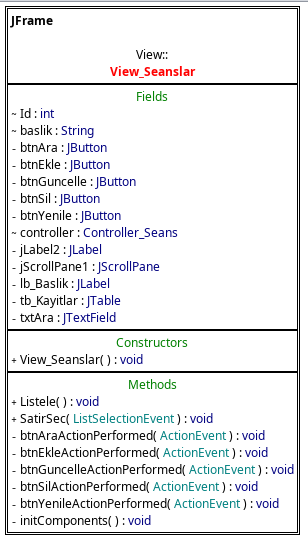 JFrame
View::
View_Seanslar
Fields
~ Id : int
~ baslik : String
- btnAra : JButton
- btnEkle : JButton
- btnGuncelle : JButton
- btnSil : JButton
- btnYenile : JButton
~ controller : Controller_Seans
- jLabel2 : JLabel
- jScrollPane1 : JScrollPane
- lb_Baslik : JLabel
- tb_Kayitlar : JTable
- txtAra : JTextField
Constructors
+ View_Seanslar( ) : void
Methods
+ Listele( ) : void
+ SatirSec( ListSelectionEvent ) : void
- btnAraActionPerformed( ActionEvent ) : void
- btnEkleActionPerformed( ActionEvent ) : void
- btnGuncelleActionPerformed( ActionEvent ) : void
- btnSilActionPerformed( ActionEvent ) : void
- btnYenileActionPerformed( ActionEvent ) : void
- initComponents( ) : void